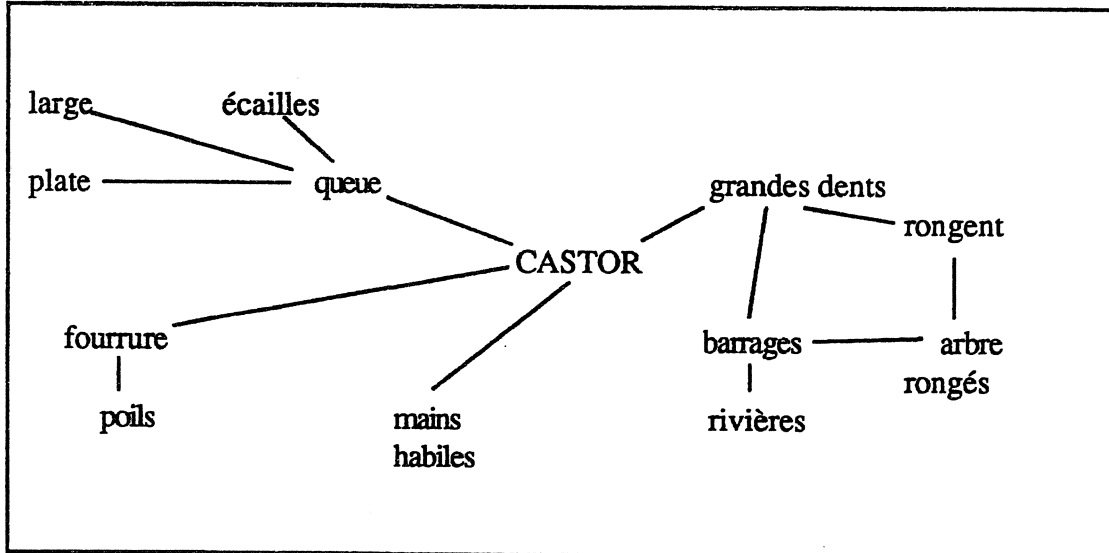 large
écailles
plate
queue
grandes dents
rongent
CASTOR
fourrure
barrages
arbre
rongés
poils
mains
habiles
rivières